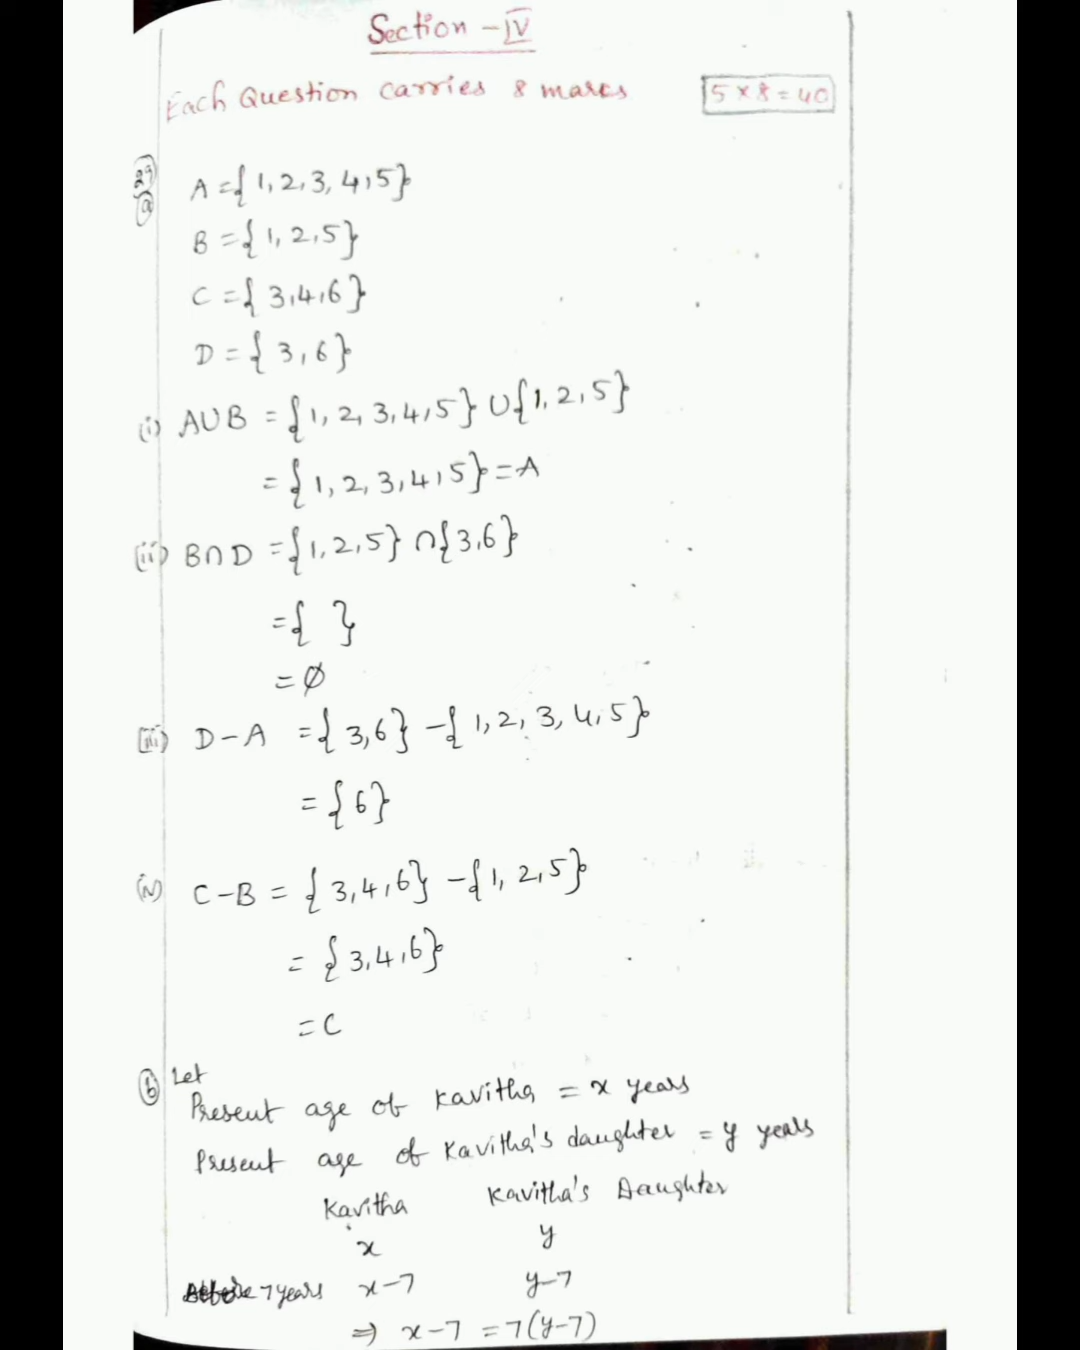 Section - IV
Each Question carries 8 marks
5 × 8 = 40
29
a
A = { 1, 2, 3, 4, 5 }
B = { 1, 2, 5 }
C = { 3, 4, 6 }
D = { 3, 6 }
(i) A∪B = { 1, 2, 3, 4, 5 } ∪ { 1, 2, 5 }
= { 1, 2, 3, 4, 5 } = A
(ii) B∩D = { 1, 2, 5 } ∩ { 3, 6 }
= { }
= ∅
(iii) D - A = { 3, 6 } - { 1, 2, 3, 4, 5 }
= { 6 }
(iv) C - B = { 3, 4, 6 } - { 1, 2, 5 }
= { 3, 4, 6 }
= C
b Let
Present age of Kavitha = x years
Present age of Kavitha's daughter = y years
Kavitha Kavitha's Daughter
x y
7 years x - 7 y - 7
⇒ x - 7 = 7(y - 7)